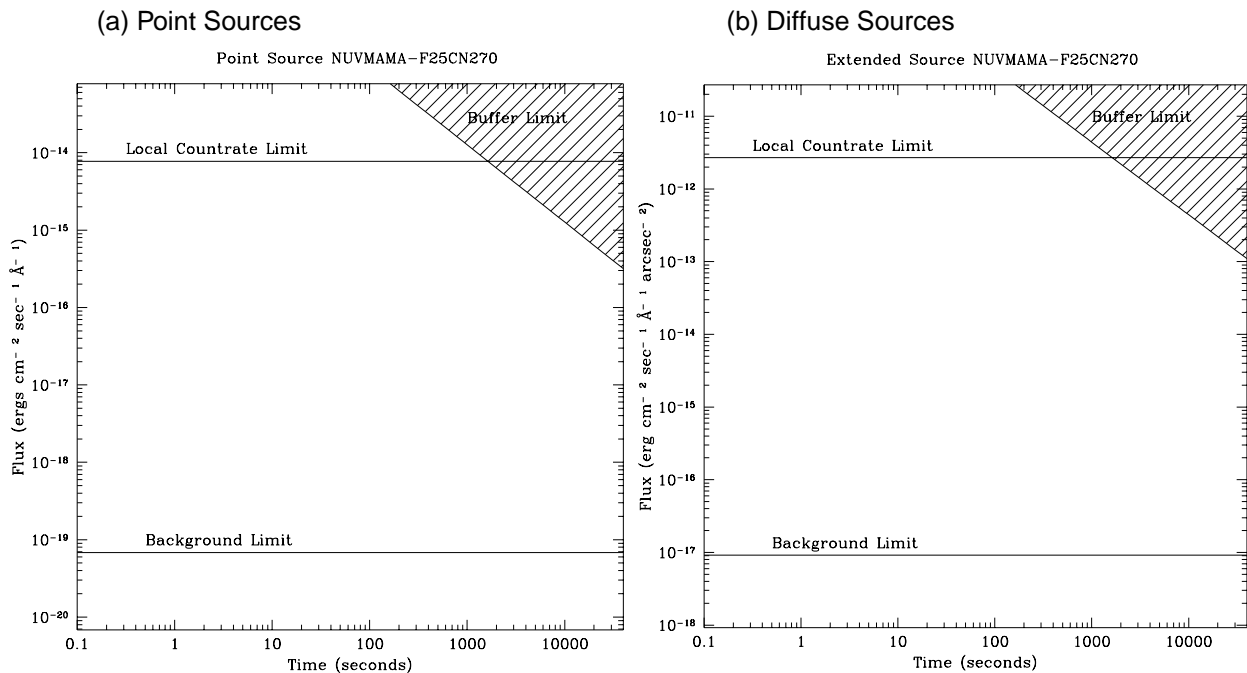 (a) Point Sources
Point Source NUVMAMA-F25CN270
Buffer Limit
Local Countrate Limit
Background Limit
10⁻¹⁴
10⁻¹⁵
10⁻¹⁶
10⁻¹⁷
10⁻¹⁸
10⁻¹⁹
10⁻²⁰
Flux (ergs cm⁻² sec⁻¹ Å⁻¹)
0.1 1 10 100 1000 10000
Time (seconds)
(b) Diffuse Sources
Extended Source NUVMAMA-F25CN270
Buffer Limit
Local Countrate Limit
Background Limit
10⁻¹¹
10⁻¹²
10⁻¹³
10⁻¹⁴
10⁻¹⁵
10⁻¹⁶
10⁻¹⁷
10⁻¹⁸
Flux (erg cm⁻² sec⁻¹ Å⁻¹ arcsec⁻²)
0.1 1 10 100 1000 10000
Time (seconds)